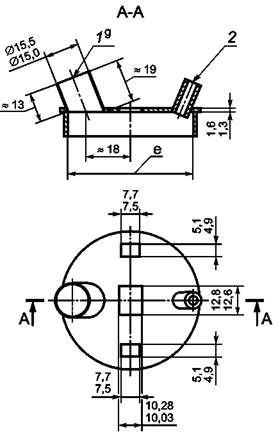 A-A
Ø15,5
Ø15,0
1g
2
≈ 19
≈ 13
≈ 18
e
1,6
1,3
7,7
7,5
5,1
4,9
A
A
12,8
12,6
7,7
7,5
5,1
4,9
10,28
10,03